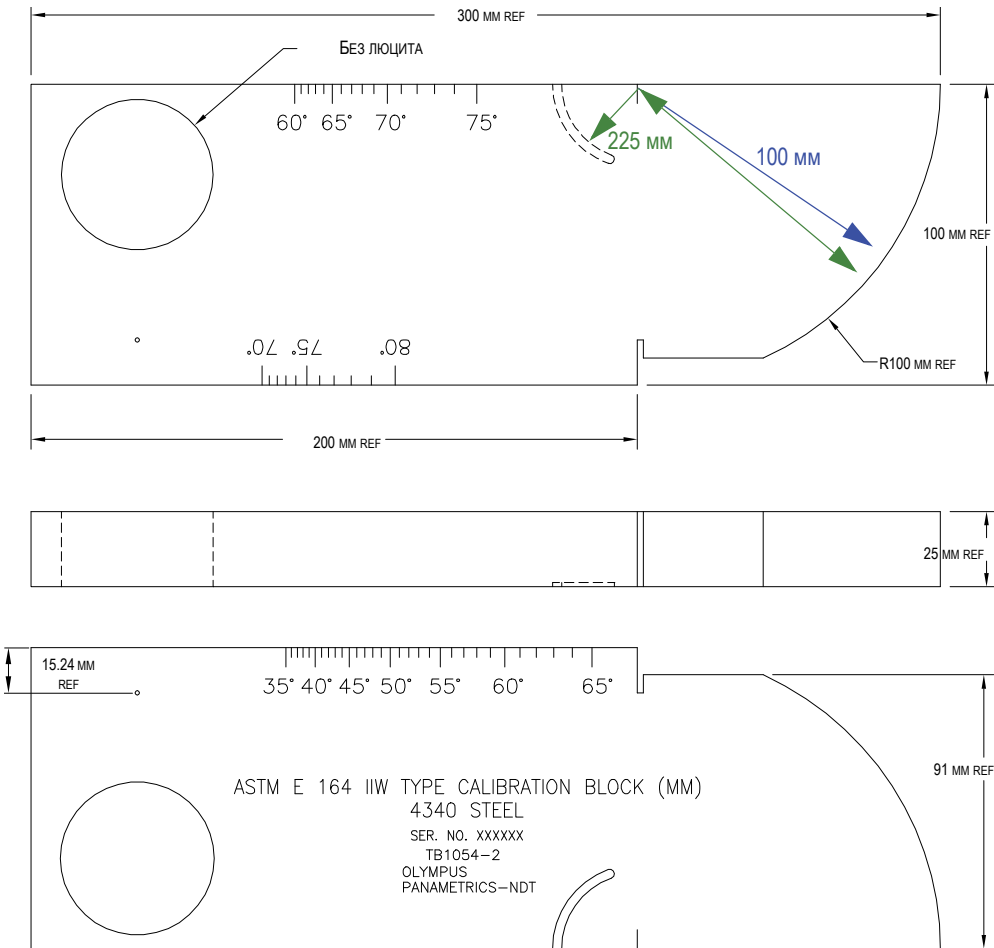 300 мм REF
Без люцита
60° 65° 70° 75°
225 мм
100 мм
100 мм REF
70° 75° 80°
R100 мм REF
200 мм REF
25 мм REF
15.24 мм
REF
35° 40° 45° 50° 55° 60° 65°
91 мм REF
ASTM E 164 IIW TYPE CALIBRATION BLOCK (MM)
4340 STEEL
SER. NO. XXXXXX
TB1054-2
OLYMPUS
PANAMETRICS-NDT